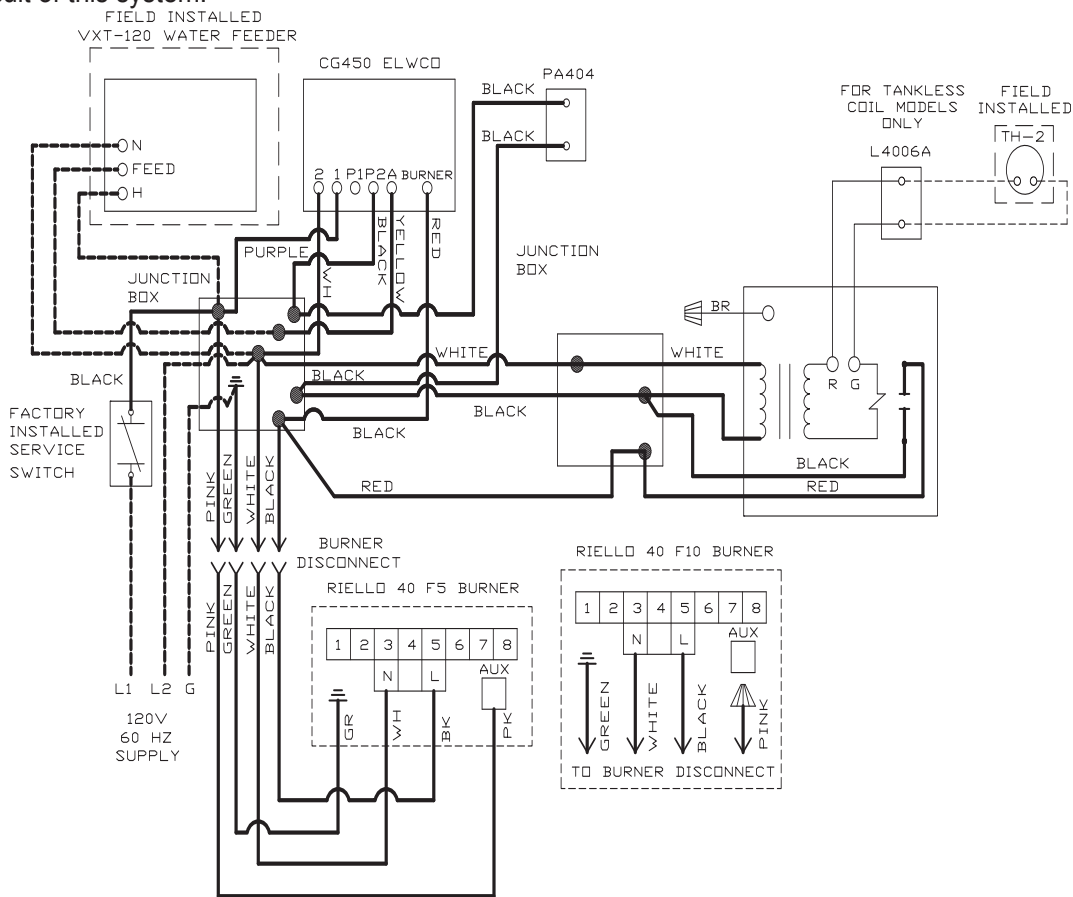 FIELD INSTALLED
VXT-120 WATER FEEDER
N
FEED
H
CG450 ELWCO
2 1 P1 P2 A BURNER
PURPLE
WH
BLACK
YELLOW
RED
PA404
BLACK
BLACK
FOR TANKLESS
COIL MODELS
ONLY
L4006A
FIELD
INSTALLED
TH-2
JUNCTION
BOX
JUNCTION
BOX
BR
R G
WHITE
WHITE
BLACK
BLACK
BLACK
BLACK
BLACK
RED
RED
FACTORY
INSTALLED
SERVICE
SWITCH
PINK
GREEN
WHITE
BLACK
BURNER
DISCONNECT
PINK
GREEN
WHITE
BLACK
L1 L2 G
120V
60 HZ
SUPPLY
RIELLO 40 F5 BURNER
1 2 3 4 5 6 7 8
N L
AUX
GR
WH
BK
PK
RIELLO 40 F10 BURNER
1 2 3 4 5 6 7 8
N L
AUX
GREEN
WHITE
BLACK
PINK
TO BURNER DISCONNECT